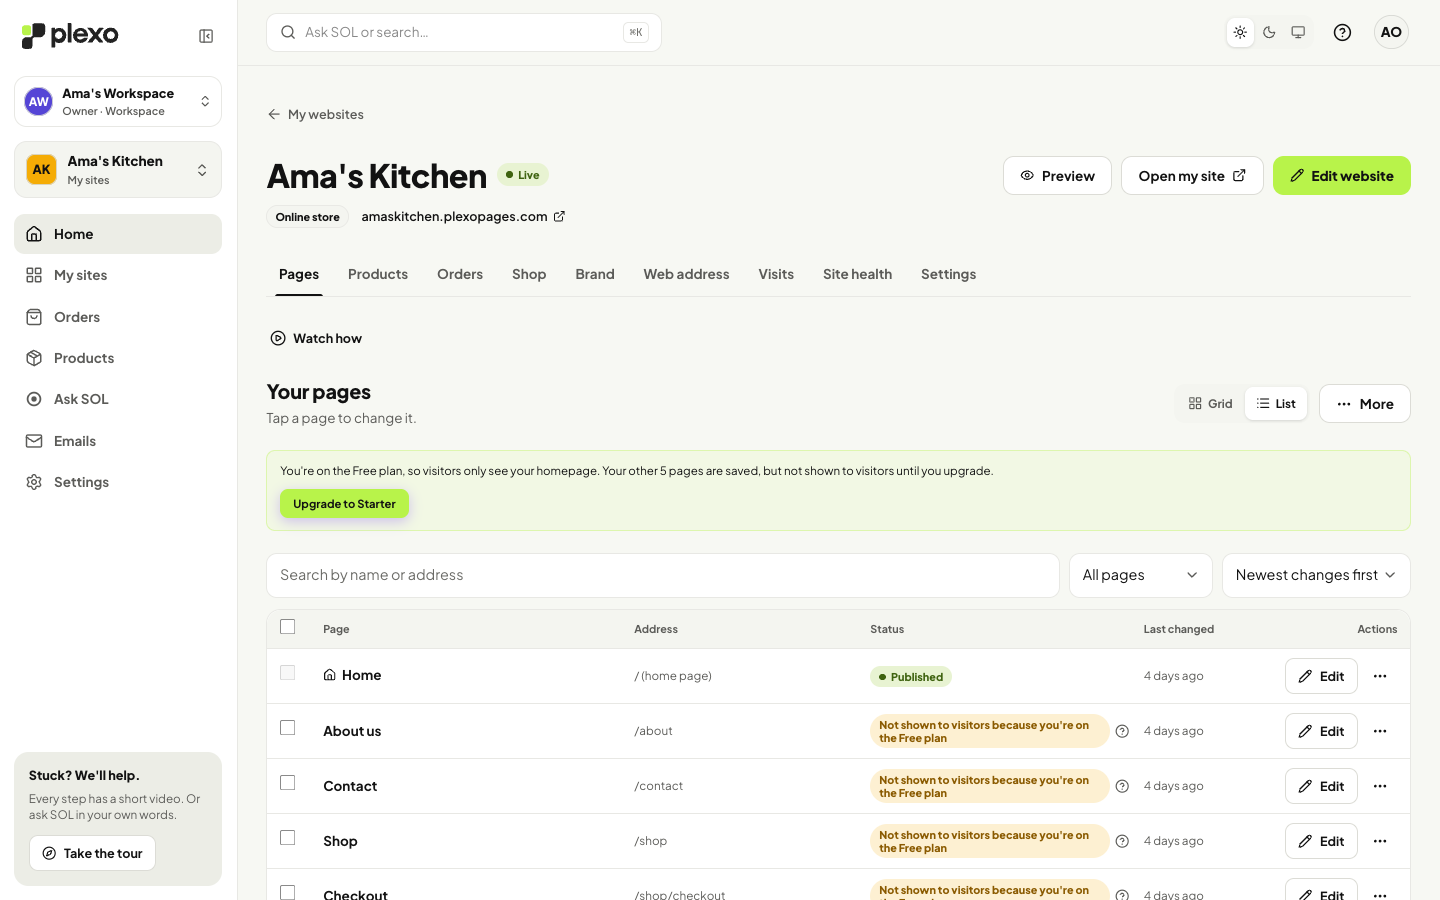 plexo
Ask SOL or search...
⌘K
AO
AW
Ama's Workspace
Owner · Workspace
AK
Ama's Kitchen
My sites
Home
My sites
Orders
Products
Ask SOL
Emails
Settings
Stuck? We'll help.
Every step has a short video. Or
ask SOL in your own words.
Take the tour
My websites
Ama's Kitchen
Live
Preview
Open my site
Edit website
Online store
amaskitchen.plexopages.com
Pages
Products
Orders
Shop
Brand
Web address
Visits
Site health
Settings
Watch how
Your pages
Tap a page to change it.
Grid
List
More
You're on the Free plan, so visitors only see your homepage. Your other 5 pages are saved, but not shown to visitors until you upgrade.
Upgrade to Starter
Search by name or address
All pages
Newest changes first
Page Address Status Last changed Actions
Home / (home page) Published 4 days ago Edit
About us /about Not shown to visitors because you're on
the Free plan 4 days ago Edit
Contact /contact Not shown to visitors because you're on
the Free plan 4 days ago Edit
Shop /shop Not shown to visitors because you're on
the Free plan 4 days ago Edit
Checkout /shop/checkout Not shown to visitors because you're on
4 days ago Edit